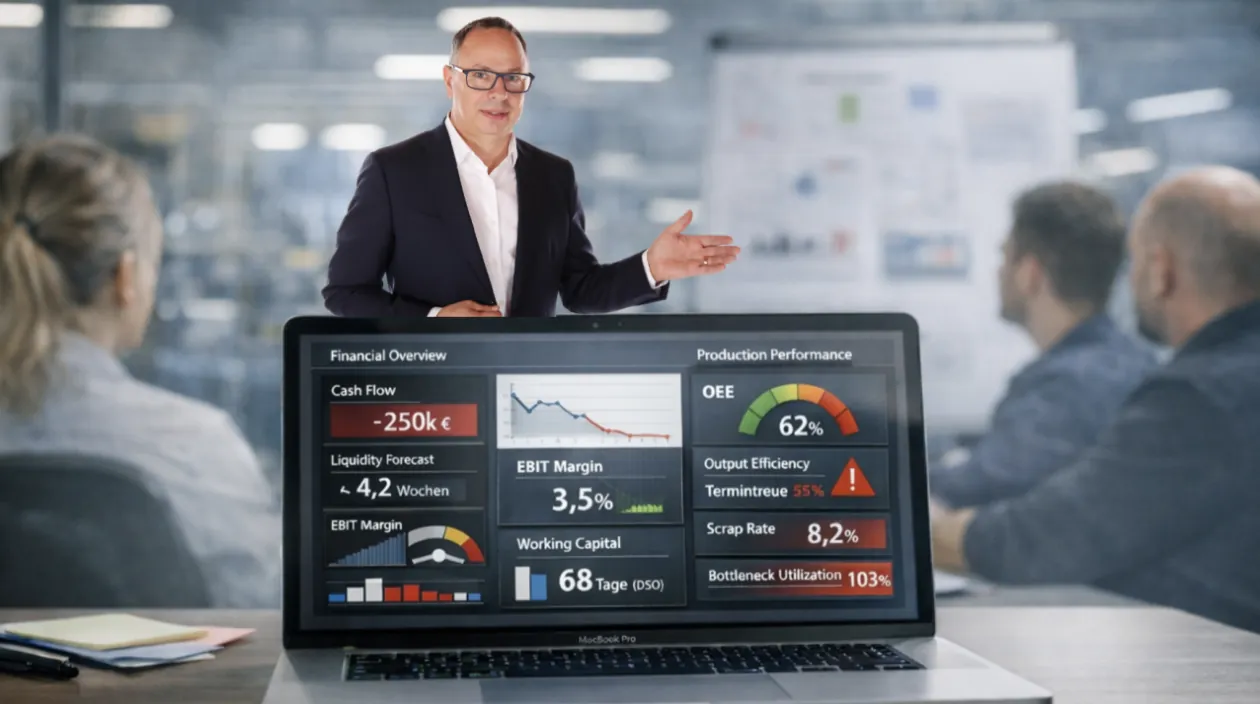 Financial Overview
Cash Flow
-250k €
Liquidity Forecast
4,2 Wochen
EBIT Margin
EBIT Margin
3,5%
Working Capital
68 Tage (DSO)
Production Performance
OEE
62%
Output Efficiency
Termintreue 55%
!
Scrap Rate
8,2%
Bottleneck Utilization 103%
MacBook Pro